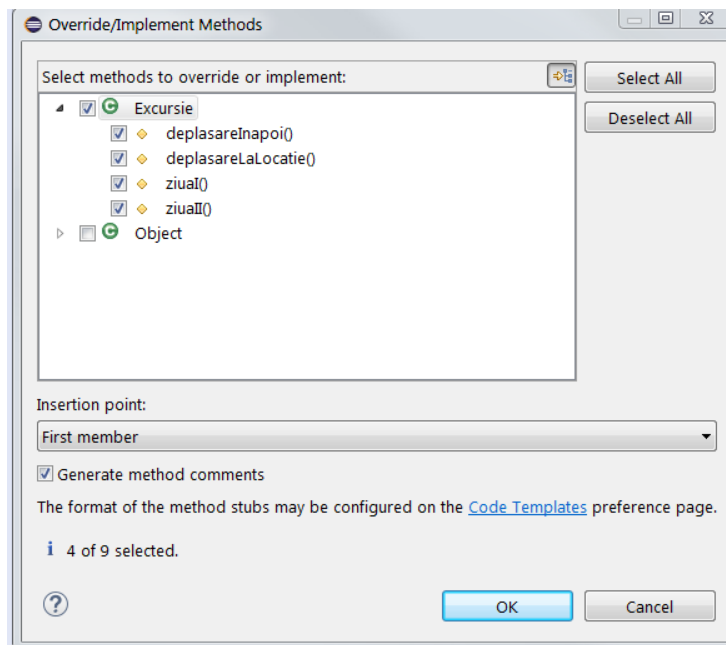 Override/Implement Methods
Select methods to override or implement:
Select All
Deselect All
Excursie
deplasareInapoi()
deplasareLaLocatie()
ziuaI()
ziuaII()
Object
Insertion point:
First member
Generate method comments
The format of the method stubs may be configured on the Code Templates preference page.
4 of 9 selected.
OK
Cancel